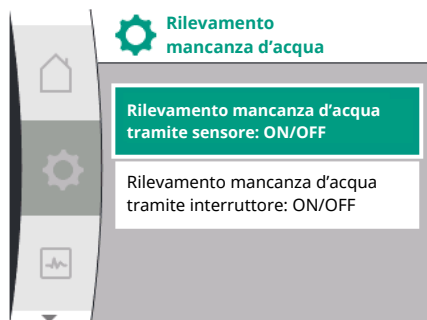 Rilevamento
mancanza d’acqua
Rilevamento mancanza d’acqua
tramite sensore: ON/OFF
Rilevamento mancanza d’acqua
tramite interruttore: ON/OFF